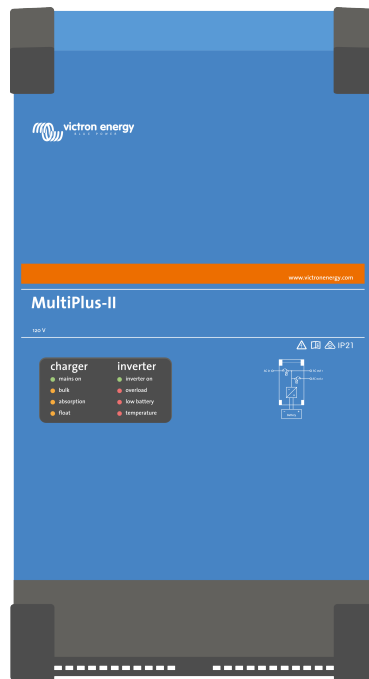 victron energy
BLUE POWER
www.victronenergy.com
MultiPlus-II
120 V
IP21
charger inverter
mains on inverter on
bulk overload
absorption low battery
float temperature
Battery